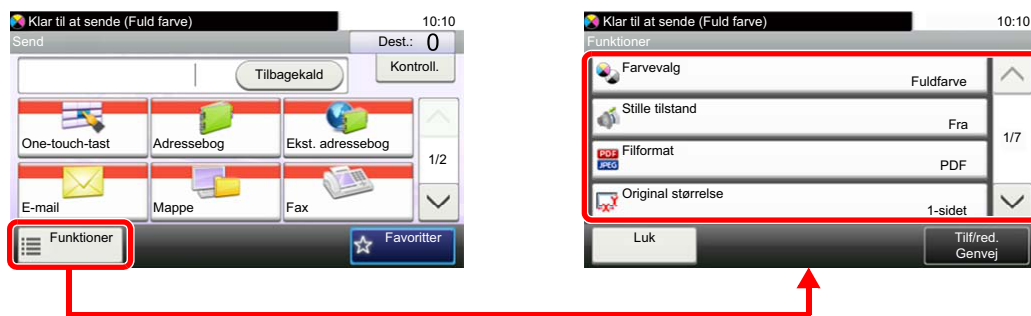 Klar til at sende (Fuld farve) 10:10
Send Dest.: 0
Tilbagekald Kontroll.
One-touch-tast Adressebog Ekst. adressebog
1/2
E-mail Mappe Fax
Funktioner Favoritter
Klar til at sende (Fuld farve) 10:10
Funktioner
Farvevalg
Fuldfarve
Stille tilstand
Fra
1/7
PDF
JPEG
Filformat
PDF
Original størrelse
1-sidet
Luk Tilf/red.
Genvej